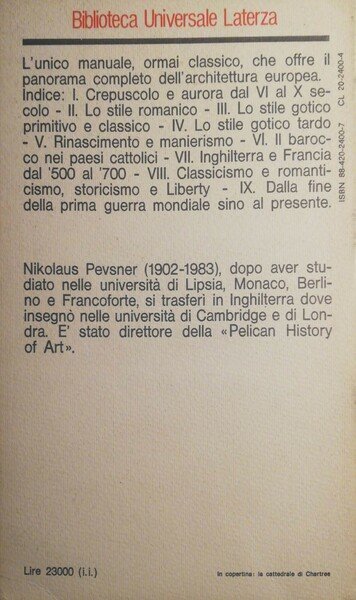 Biblioteca Universale Laterza
L'unico manuale, ormai classico, che offre il
panorama completo dell'architettura europea.
Indice: I. Crepuscolo e aurora dal VI al X se-
colo - II. Lo stile romanico - III. Lo stile gotico
primitivo e classico - IV. Lo stile gotico tardo
- V. Rinascimento e manierismo - VI. Il baroc-
co nei paesi cattolici - VII. Inghilterra e Francia
dal '500 al '700 - VIII. Classicismo e romanti-
cismo, storicismo e Liberty - IX. Dalla fine
della prima guerra mondiale sino al presente.
ISBN 88-420-2400-7 CL 20-2400-4
Nikolaus Pevsner (1902-1983), dopo aver stu-
diato nelle università di Lipsia, Monaco, Berli-
no e Francoforte, si trasferì in Inghilterra dove
insegnò nelle università di Cambridge e di Lon-
dra. E' stato direttore della «Pelican History
of Art».
Lire 23000 (i.i.)
In copertina: la cattedrale di Chartres